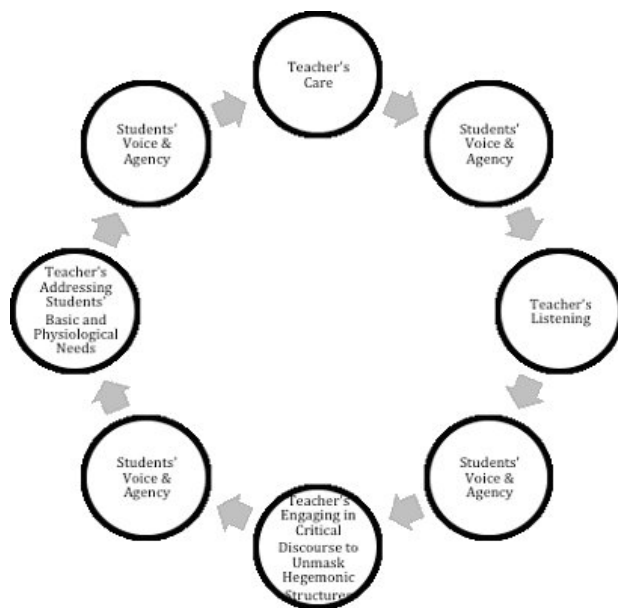 Teacher's
Care
Students'
Voice &
Agency
Teacher's
Listening
Students'
Voice &
Agency
Teacher's
Engaging in
Critical
Discourse to
Unmask
Hegemonic
Structures
Students'
Voice &
Agency
Teacher's
Addressing
Students'
Basic and
Physiological
Needs
Students'
Voice &
Agency